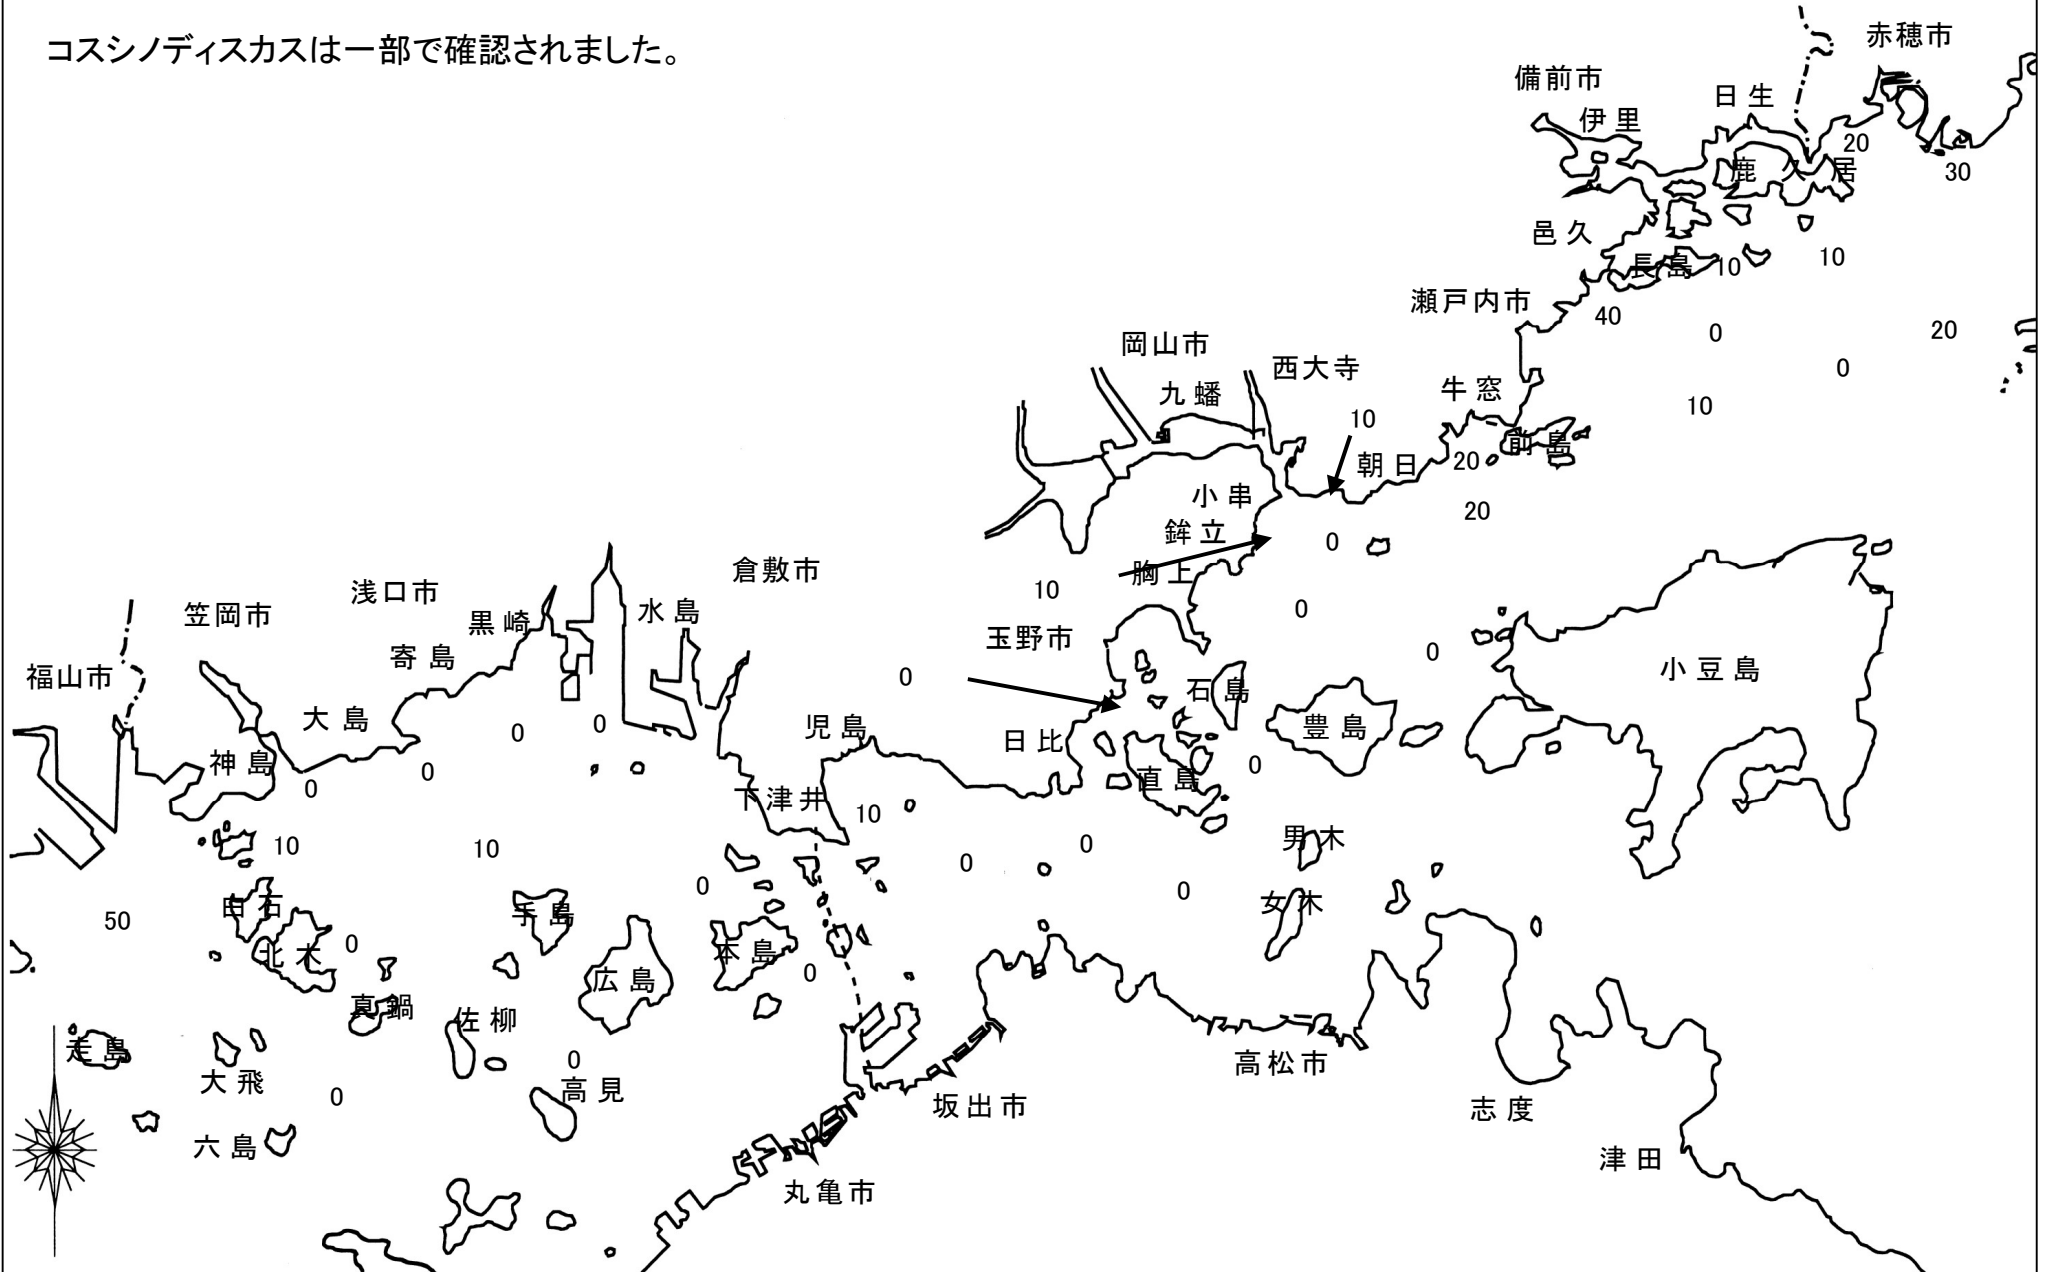 コスシノディスカスは一部で確認されました。
赤穂市
備前市
日生
伊里
20
鹿久居
30
邑久
長島
10
10
瀬戸内市
40
0
20
岡山市
西大寺
0
九蟠
牛窓
10
10
前島
朝日
20
小串
20
鉾立
0
倉敷市
胸上
10
浅口市
水島
0
笠岡市
黒崎
玉野市
0
寄島
福山市
0
石島
小豆島
大島
0
0
児島
豊島
日比
神島
0
0
0
直島
下津井
10
10
10
0
0
男木
0
0
白石
手島
女木
50
0
北木
本島
0
広島
真鍋
佐柳
走島
0
高松市
大飛
高見
0
坂出市
志度
六島
津田
丸亀市